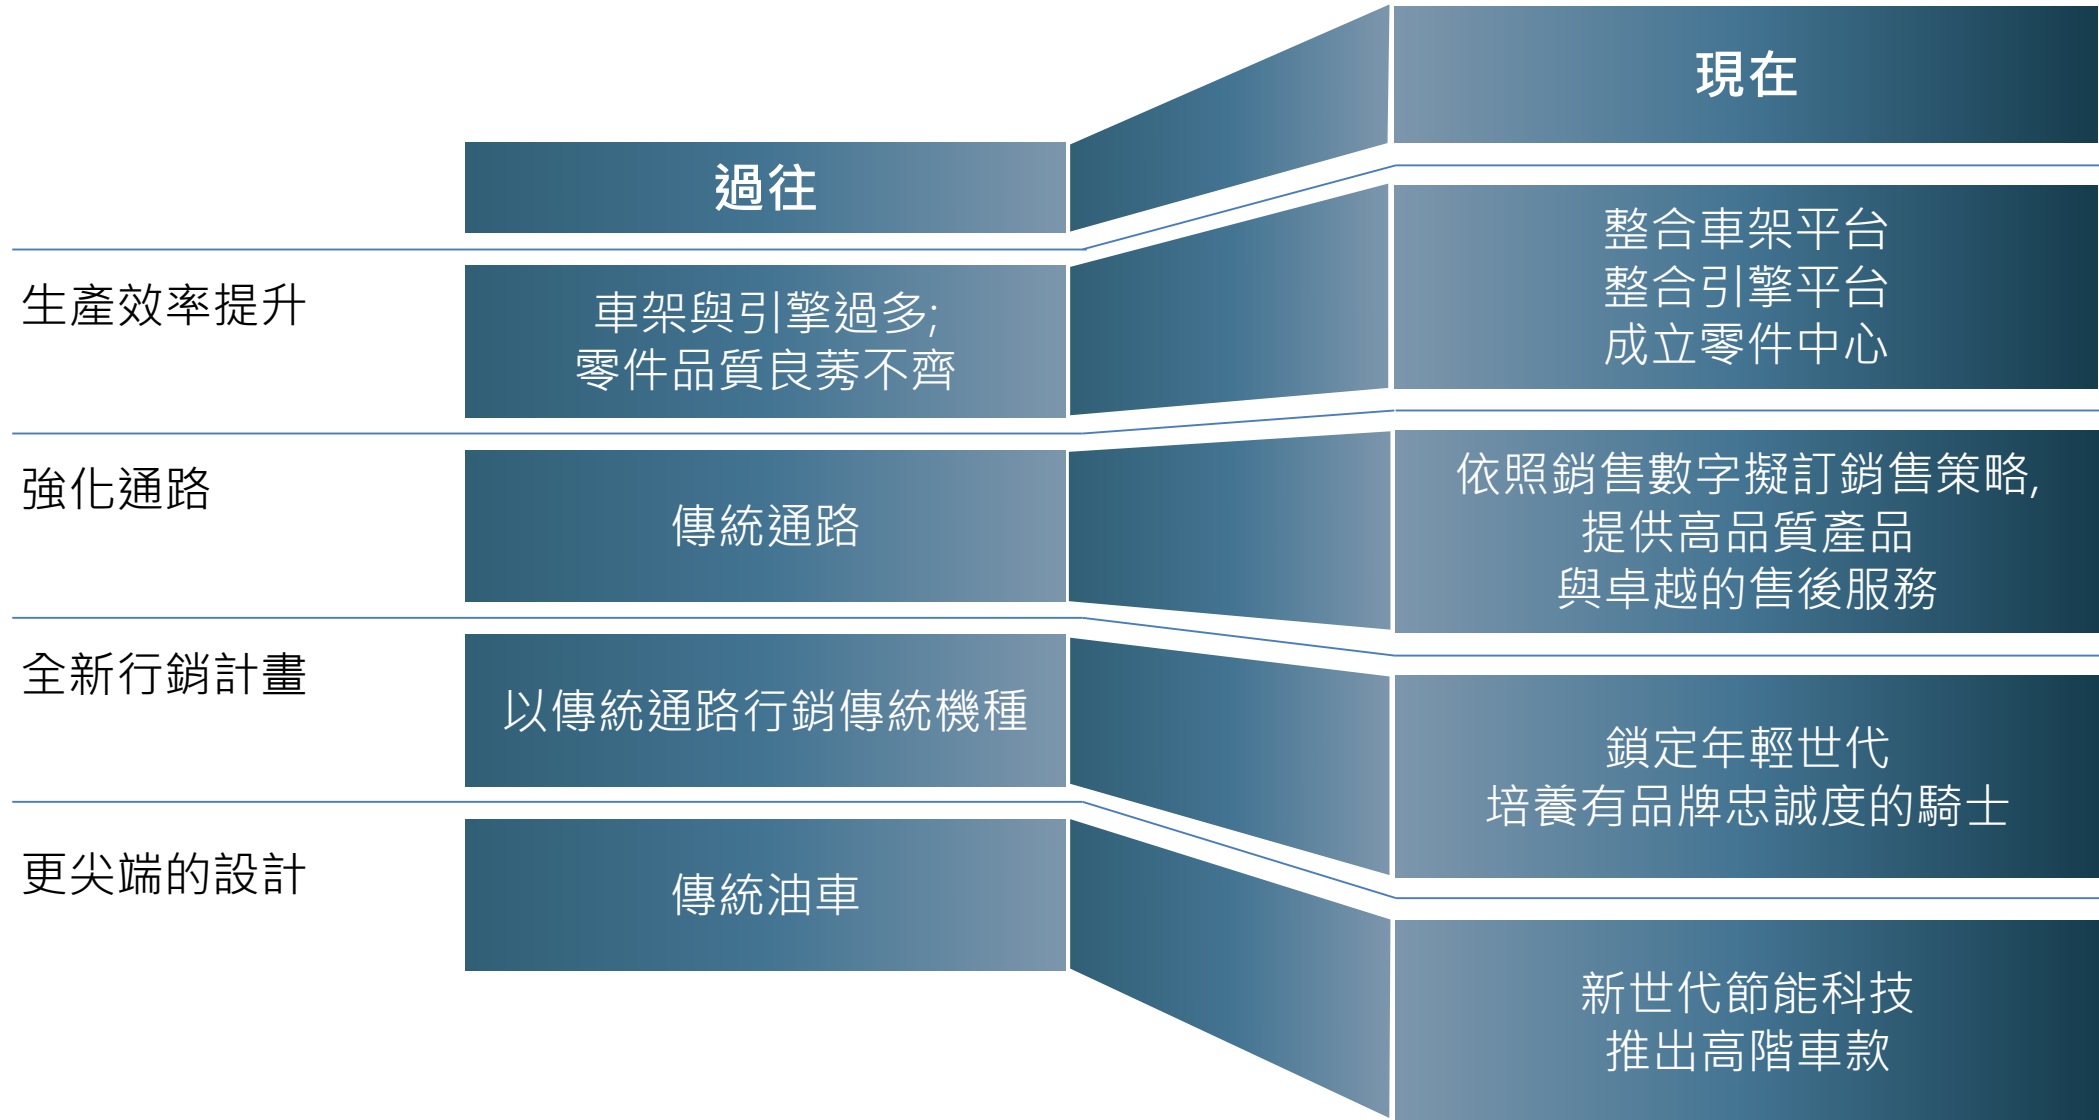 現在
過往
生產效率提升
車架與引擎過多;
零件品質良莠不齊
整合車架平台
整合引擎平台
成立零件中心
強化通路
傳統通路
依照銷售數字擬訂銷售策略,
提供高品質產品
與卓越的售後服務
全新行銷計畫
以傳統通路行銷傳統機種
鎖定年輕世代
培養有品牌忠誠度的騎士
更尖端的設計
傳統油車
新世代節能科技
推出高階車款